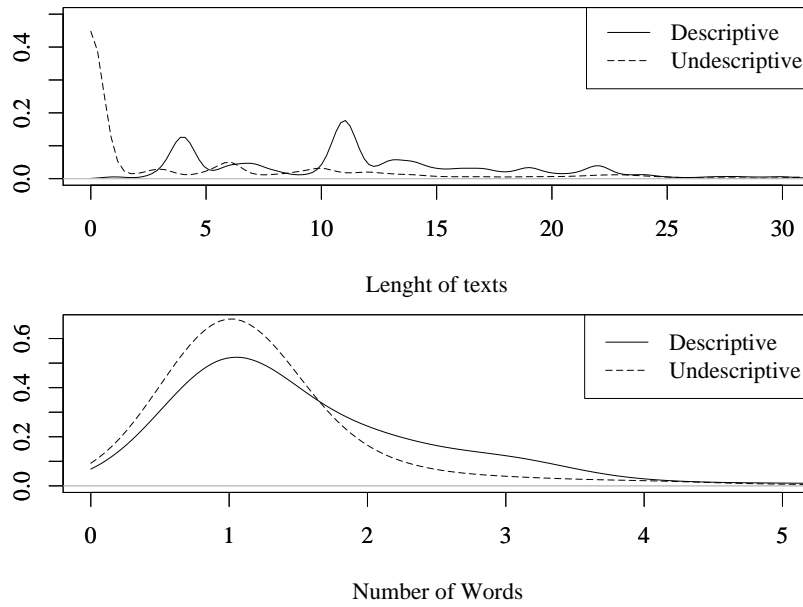 0.0 0.2 0.4
Descriptive
Undescriptive
0 5 10 15 20 25 30
Lenght of texts
0.0 0.2 0.4 0.6
Descriptive
Undescriptive
0 1 2 3 4 5
Number of Words